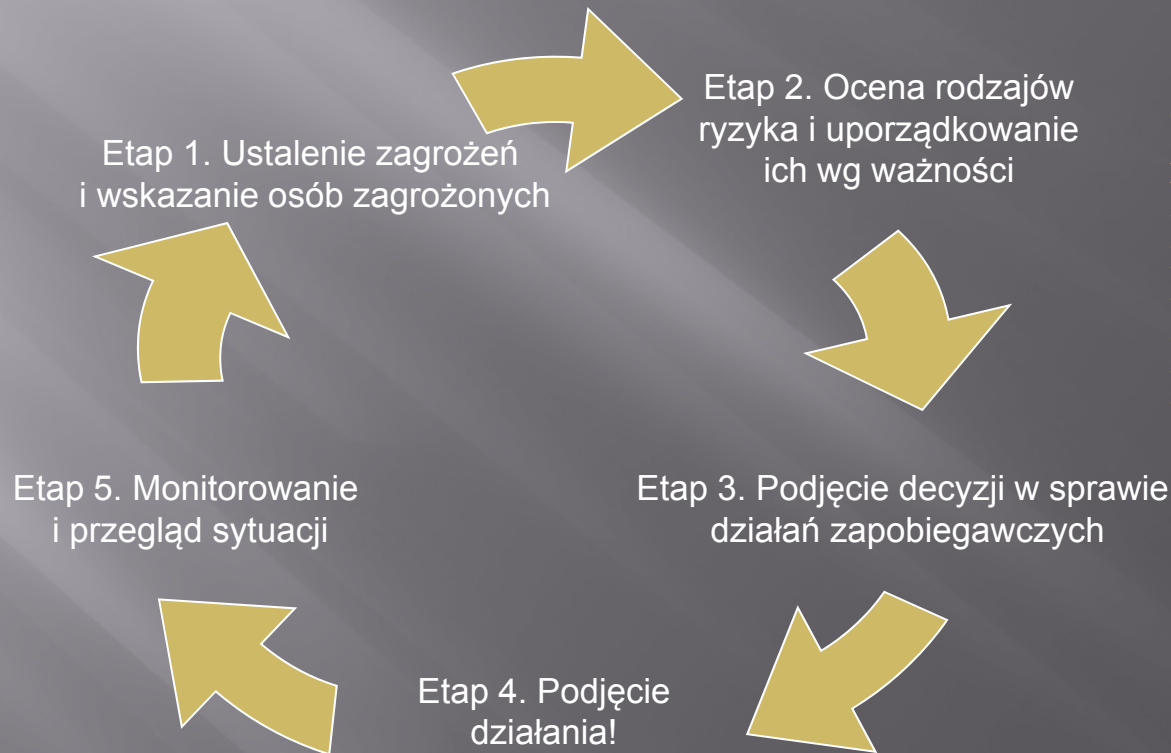 Etap 1. Ustalenie zagrożeń
i wskazanie osób zagrożonych
Etap 2. Ocena rodzajów
ryzyka i uporządkowanie
ich wg ważności
Etap 3. Podjęcie decyzji w sprawie
działań zapobiegawczych
Etap 4. Podjęcie
działania!
Etap 5. Monitorowanie
i przegląd sytuacji